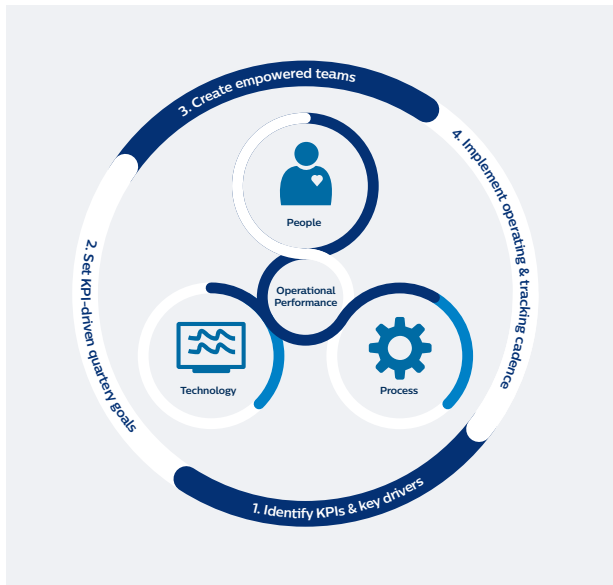 3. Create empowered teams
4. Implement operating & tracking cadence
2. Set KPI-driven quartery goals
1. Identify KPIs & key drivers
People
Operational
Performance
Technology
Process